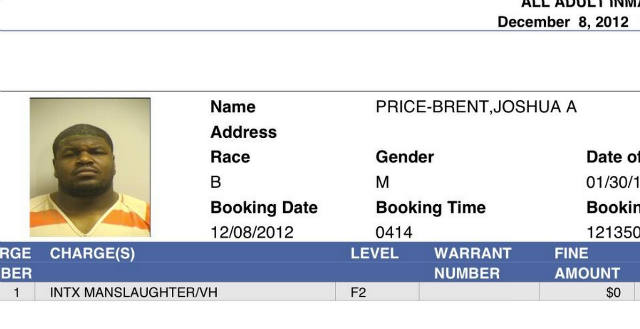 ALL ADULT INMA
December 8, 2012
Name PRICE-BRENT,JOSHUA A
Address
Race Gender Date of
B M 01/30/1
Booking Date Booking Time Bookin
12/08/2012 0414 121350
RGE CHARGE(S) LEVEL WARRANT FINE
BER NUMBER AMOUNT
1 INTX MANSLAUGHTER/VH F2 $0